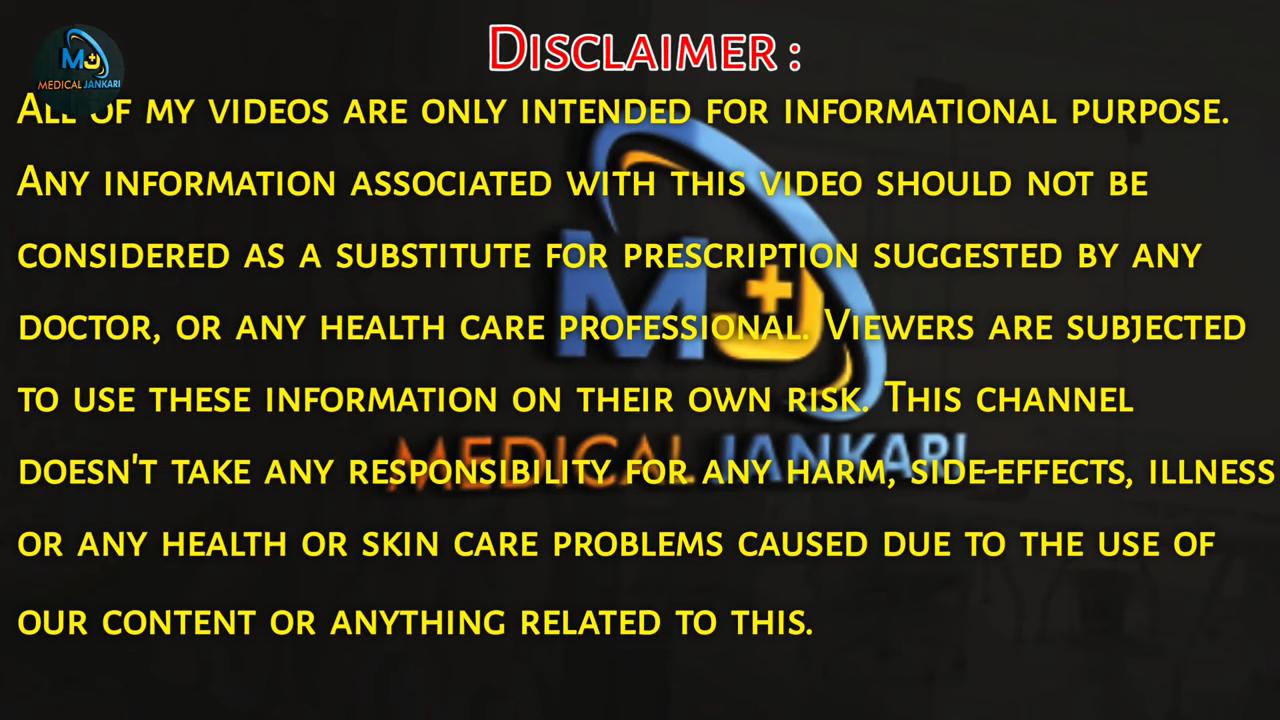 DISCLAIMER :
MJ
MEDICAL JANKARI
ALL OF MY VIDEOS ARE ONLY INTENDED FOR INFORMATIONAL PURPOSE.
ANY INFORMATION ASSOCIATED WITH THIS VIDEO SHOULD NOT BE
CONSIDERED AS A SUBSTITUTE FOR PRESCRIPTION SUGGESTED BY ANY
DOCTOR, OR ANY HEALTH CARE PROFESSIONAL. VIEWERS ARE SUBJECTED
TO USE THESE INFORMATION ON THEIR OWN RISK. THIS CHANNEL
DOESN'T TAKE ANY RESPONSIBILITY FOR ANY HARM, SIDE-EFFECTS, ILLNESS
OR ANY HEALTH OR SKIN CARE PROBLEMS CAUSED DUE TO THE USE OF
OUR CONTENT OR ANYTHING RELATED TO THIS.
MJ
MEDICAL JANKARI